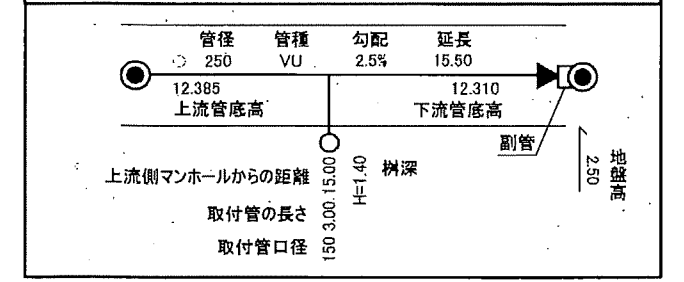 管径 管種 勾配 延長
250 VU 2.5% 15.50
12.385 12.310
上流管底高 下流管底高
副管
地盤高
2.50
上流側マンホールからの距離 15.00
取付管の長さ 3.00
取付管口径 150
H=1.40 桝深